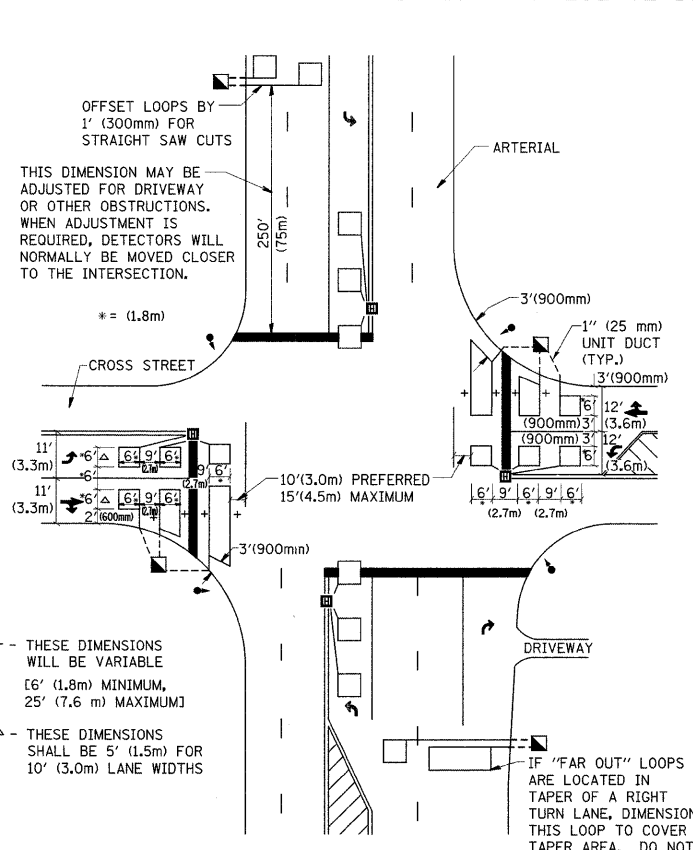 OFFSET LOOPS BY
1' (300mm) FOR
STRAIGHT SAW CUTS
THIS DIMENSION MAY BE
ADJUSTED FOR DRIVEWAY
OR OTHER OBSTRUCTIONS.
WHEN ADJUSTMENT IS
REQUIRED, DETECTORS WILL
NORMALLY BE MOVED CLOSER
TO THE INTERSECTION.
250'
(75m)
ARTERIAL
*= (1.8m)
3'(900mm)
1" (25 mm)
UNIT DUCT
(TYP.)
CROSS STREET
3'(900mm)
*6'
12'
(3.6m)
(900mm) 3'
(900mm) 3'
12'
(3.6m)
6' 9' 6' 9' 6'
* * *
(2.7m) (2.7m)
11'
(3.3m)
*6'
6' 9' 6'
(2.7m)
9' 6'
(2.7m) *
*6
11'
(3.3m)
*6'
6' 9' 6'
(2.7m)
2' (600mm)
10'(3.0m) PREFERRED
15'(4.5m) MAXIMUM
3'(900mm)
- THESE DIMENSIONS
WILL BE VARIABLE
[6' (1.8m) MINIMUM,
25' (7.6 m) MAXIMUM]
- THESE DIMENSIONS
SHALL BE 5' (1.5m) FOR
10' (3.0m) LANE WIDTHS
DRIVEWAY
IF "FAR OUT" LOOPS
ARE LOCATED IN
TAPER OF A RIGHT
TURN LANE, DIMENSION
THIS LOOP TO COVER
TAPER AREA. DO NOT
H
H
H
H